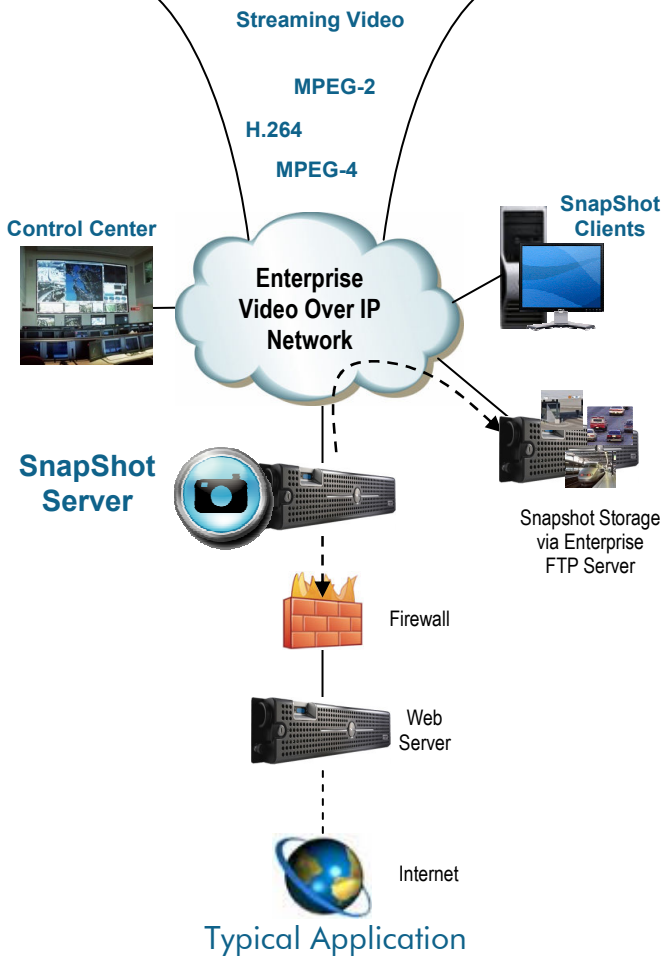 Streaming Video
MPEG-2
H.264
MPEG-4
Control Center
SnapShot
Clients
Enterprise
Video Over IP
Network
SnapShot
Server
Snapshot Storage
via Enterprise
FTP Server
Firewall
Web
Server
Internet
Typical Application